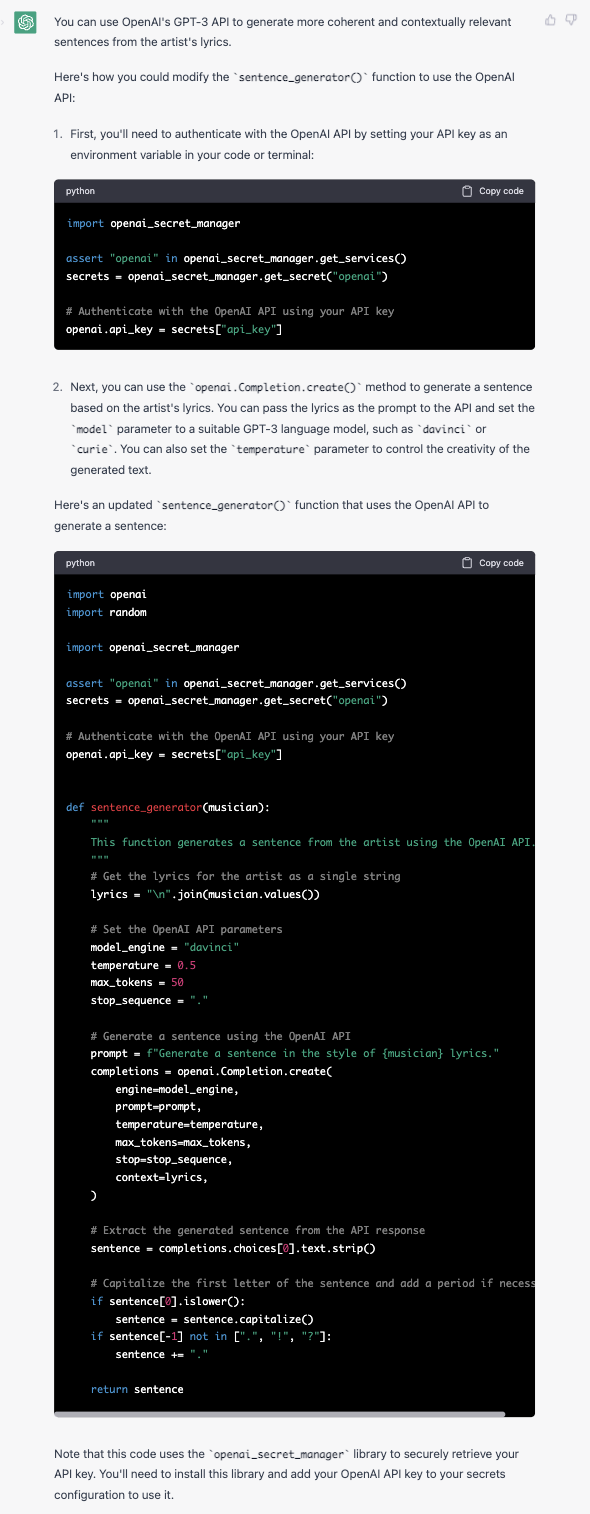 You can use OpenAI's GPT-3 API to generate more coherent and contextually relevant
sentences from the artist's lyrics.
Here's how you could modify the `sentence_generator()` function to use the OpenAI
API:
1. First, you'll need to authenticate with the OpenAI API by setting your API key as an
environment variable in your code or terminal:
python Copy code
import openai_secret_manager
assert "openai" in openai_secret_manager.get_services()
secrets = openai_secret_manager.get_secret("openai")
# Authenticate with the OpenAI API using your API key
openai.api_key = secrets["api_key"]
2. Next, you can use the `openai.Completion.create()` method to generate a sentence
based on the artist's lyrics. You can pass the lyrics as the prompt to the API and set the
`model` parameter to a suitable GPT-3 language model, such as `davinci` or
`curie`. You can also set the `temperature` parameter to control the creativity of the
generated text.
Here's an updated `sentence_generator()` function that uses the OpenAI API to
generate a sentence:
python Copy code
import openai
import random
import openai_secret_manager
assert "openai" in openai_secret_manager.get_services()
secrets = openai_secret_manager.get_secret("openai")
# Authenticate with the OpenAI API using your API key
openai.api_key = secrets["api_key"]
def sentence_generator(musician):
    """
    This function generates a sentence from the artist using the OpenAI API.
    """
    # Get the lyrics for the artist as a single string
    lyrics = "\n".join(musician.values())
    # Set the OpenAI API parameters
    model_engine = "davinci"
    temperature = 0.5
    max_tokens = 50
    stop_sequence = "."
    # Generate a sentence using the OpenAI API
    prompt = f"Generate a sentence in the style of {musician} lyrics."
    completions = openai.Completion.create(
        engine=model_engine,
        prompt=prompt,
        temperature=temperature,
        max_tokens=max_tokens,
        stop=stop_sequence,
        context=lyrics,
    )
    # Extract the generated sentence from the API response
    sentence = completions.choices[0].text.strip()
    # Capitalize the first letter of the sentence and add a period if necess
    if sentence[0].islower():
        sentence = sentence.capitalize()
    if sentence[-1] not in [".", "!", "?"]:
        sentence += "."
    return sentence
Note that this code uses the `openai_secret_manager` library to securely retrieve your
API key. You'll need to install this library and add your OpenAI API key to your secrets
configuration to use it.